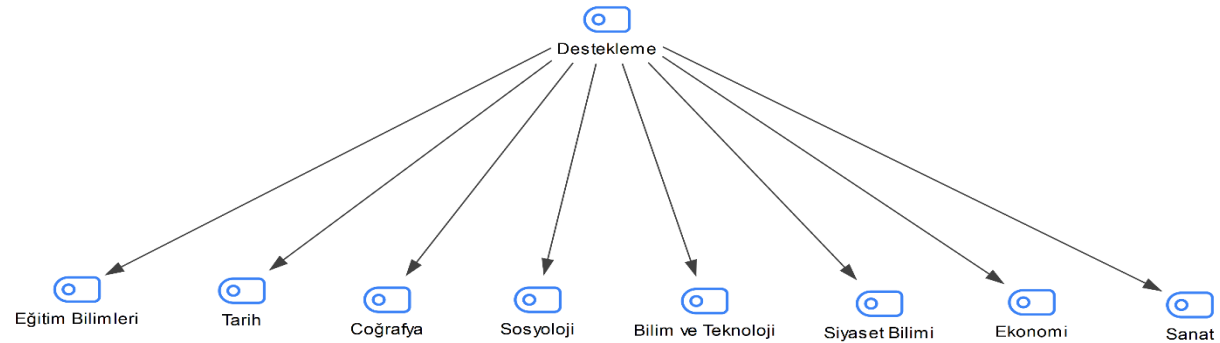 Destekleme
Eğitim Bilimleri
Tarih
Coğrafya
Sosyoloji
Bilim ve Teknoloji
Siyaset Bilimi
Ekonomi
Sanat